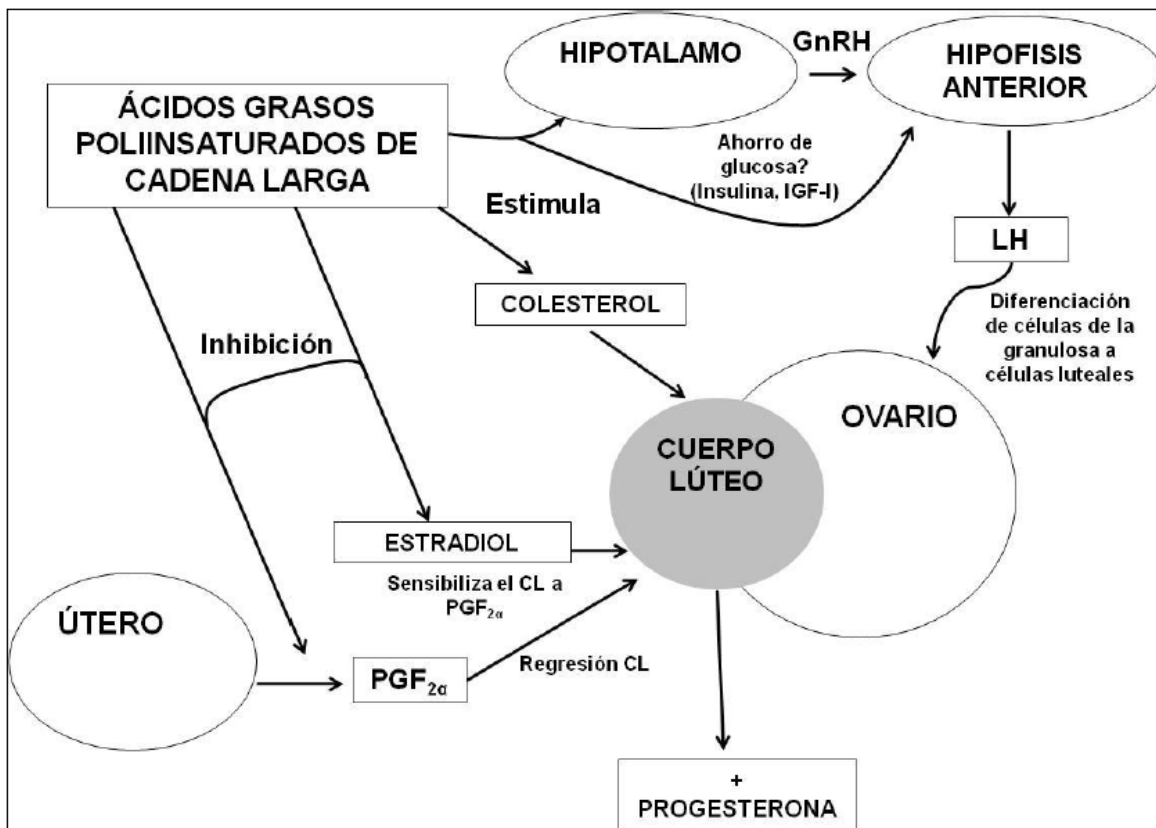 HIPOTALAMO
GnRH
HIPOFISIS
ANTERIOR
ÁCIDOS GRASOS
POLIINSATURADOS DE
CADENA LARGA
Ahorro de
glucosa?
(Insulina, IGF-I)
Estimula
LH
COLESTEROL
Diferenciación
de células de la
granulosa a
células luteales
Inhibición
OVARIO
CUERPO
LÚTEO
ESTRADIOL
Sensibiliza el CL a
PGF2α
ÚTERO
PGF2α
Regresión CL
+
PROGESTERONA